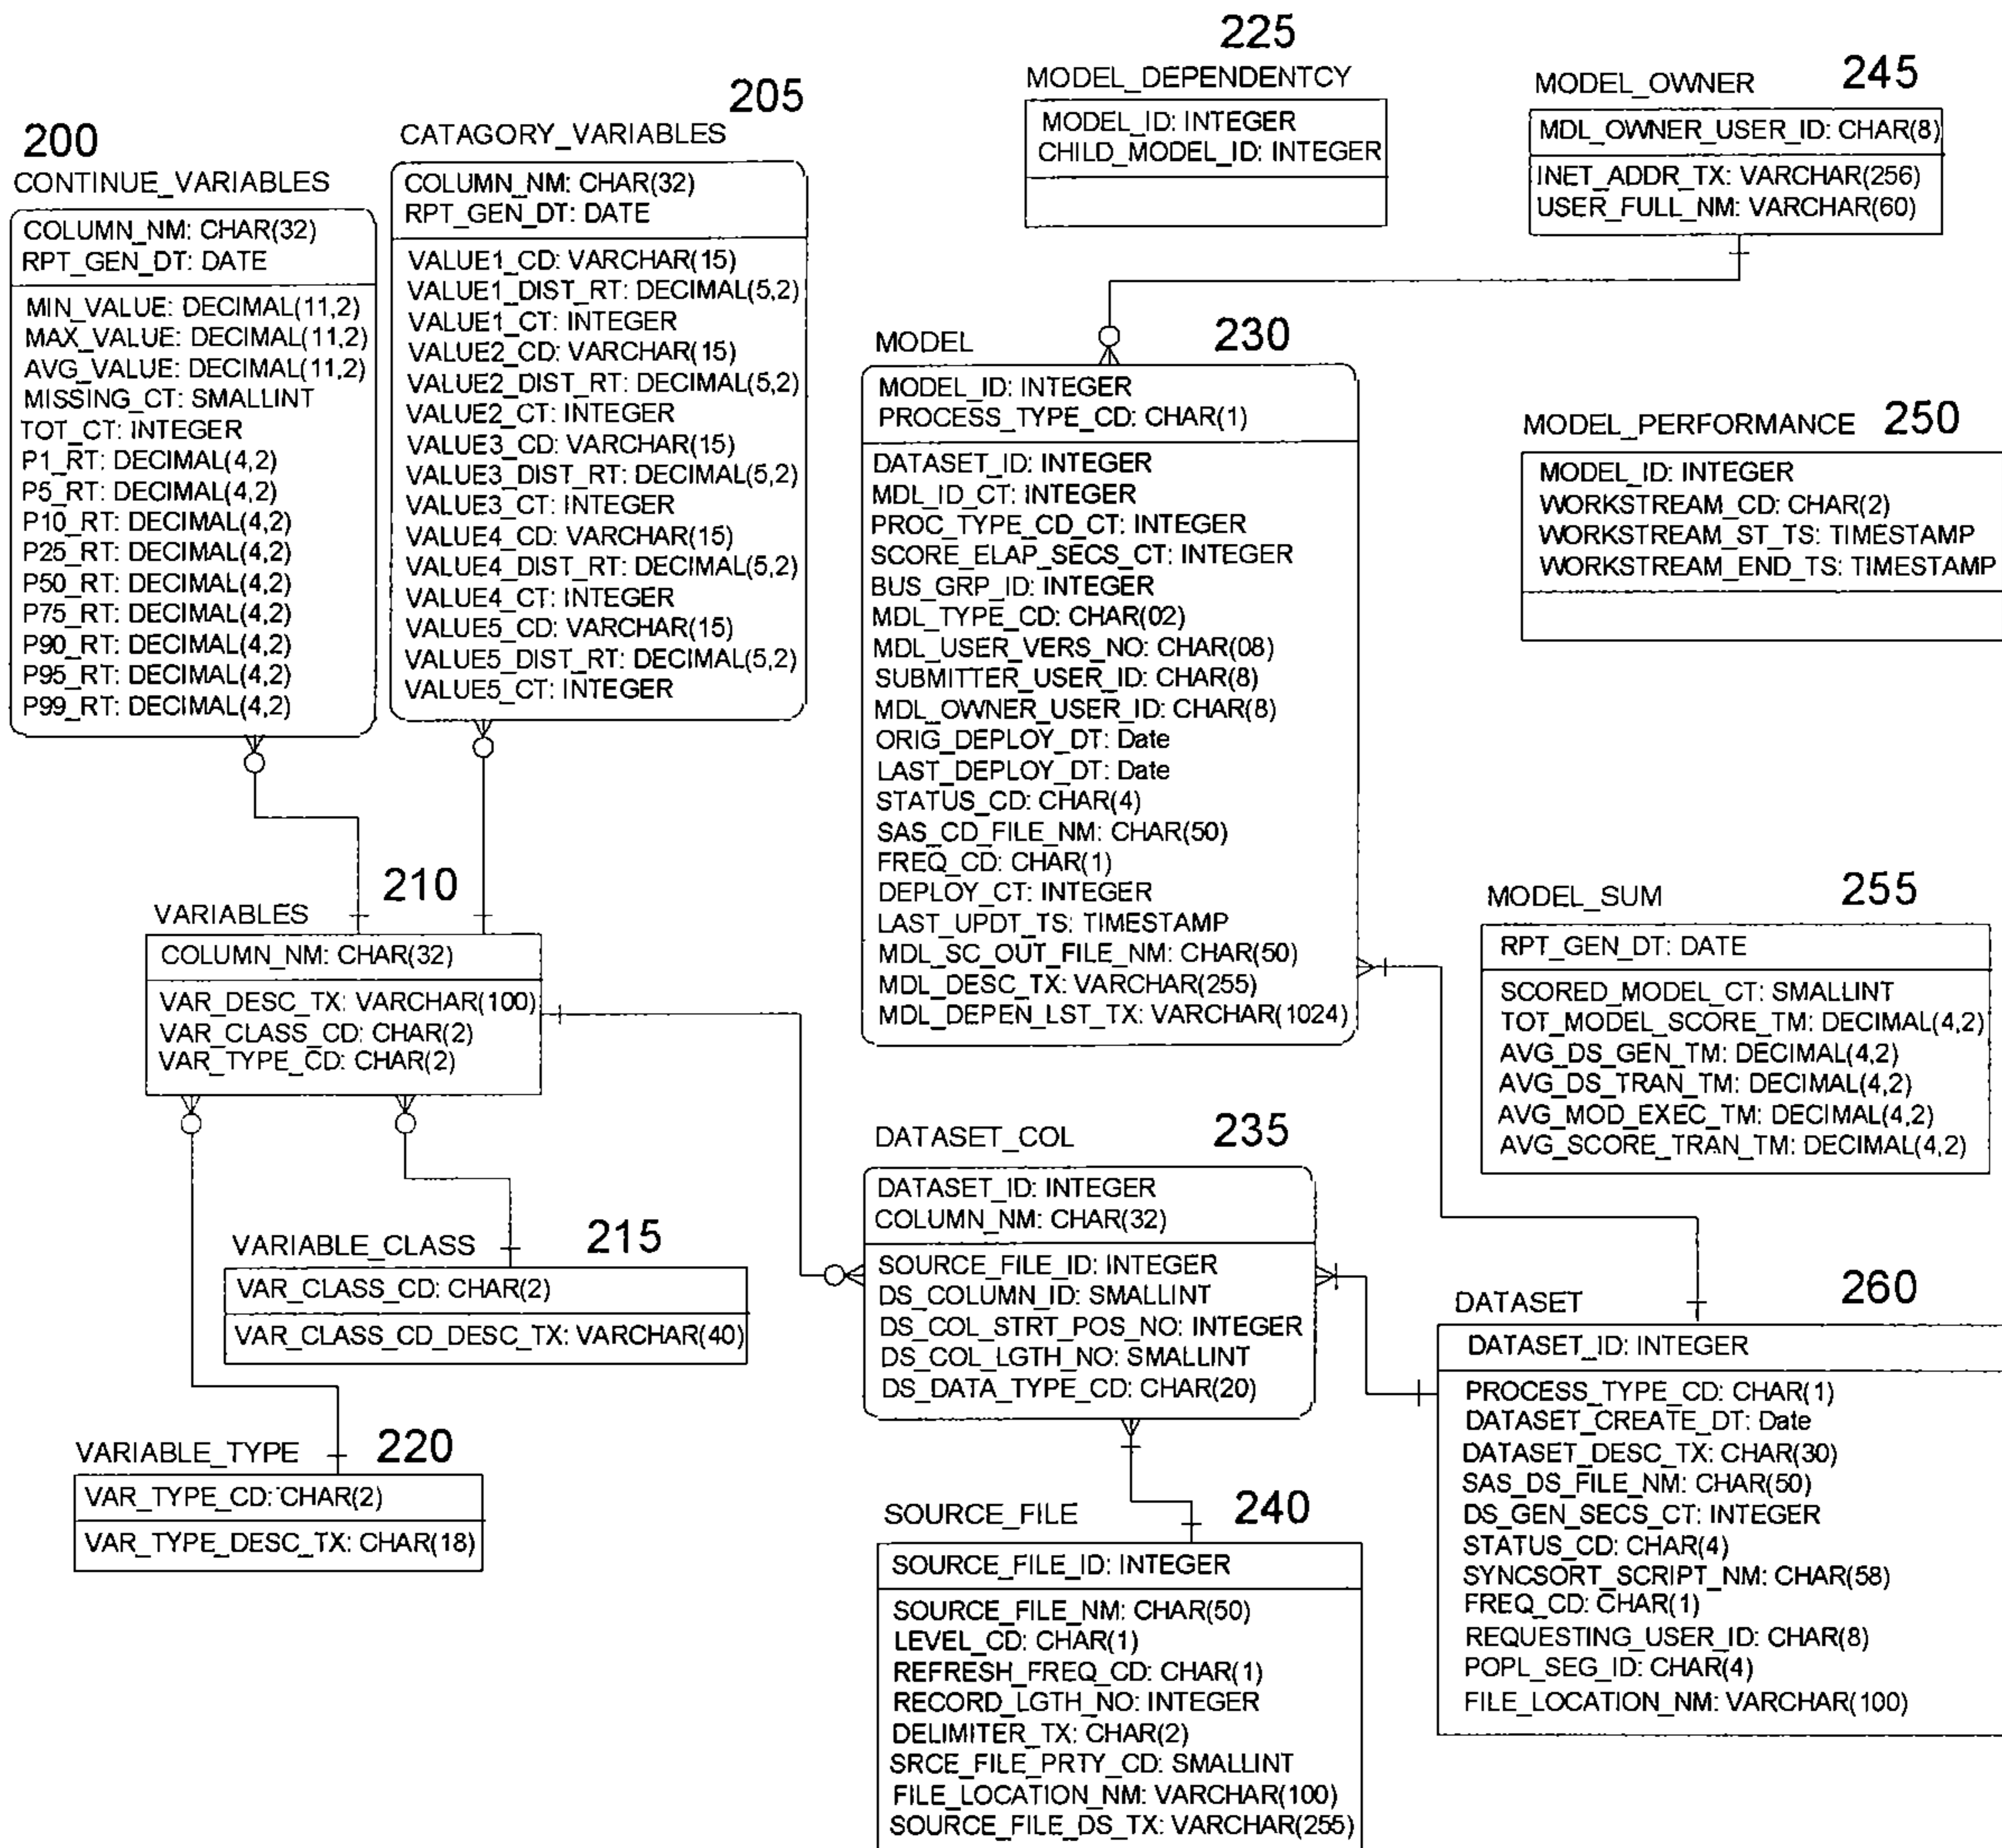 200
CONTINUE_VARIABLES
COLUMN_NM: CHAR(32)
RPT_GEN_DT: DATE
MIN_VALUE: DECIMAL(11,2)
MAX_VALUE: DECIMAL(11,2)
AVG_VALUE: DECIMAL(11,2)
MISSING_CT: SMALLINT
TOT_CT: INTEGER
P1_RT: DECIMAL(4,2)
P5_RT: DECIMAL(4,2)
P10_RT: DECIMAL(4,2)
P25_RT: DECIMAL(4,2)
P50_RT: DECIMAL(4,2)
P75_RT: DECIMAL(4,2)
P90_RT: DECIMAL(4,2)
P95_RT: DECIMAL(4,2)
P99_RT: DECIMAL(4,2)
205
CATAGORY_VARIABLES
COLUMN_NM: CHAR(32)
RPT_GEN_DT: DATE
VALUE1_CD: VARCHAR(15)
VALUE1_DIST_RT: DECIMAL(5,2)
VALUE1_CT: INTEGER
VALUE2_CD: VARCHAR(15)
VALUE2_DIST_RT: DECIMAL(5,2)
VALUE2_CT: INTEGER
VALUE3_CD: VARCHAR(15)
VALUE3_DIST_RT: DECIMAL(5,2)
VALUE3_CT: INTEGER
VALUE4_CD: VARCHAR(15)
VALUE4_DIST_RT: DECIMAL(5,2)
VALUE4_CT: INTEGER
VALUE5_CD: VARCHAR(15)
VALUE5_DIST_RT: DECIMAL(5,2)
VALUE5_CT: INTEGER
210
VARIABLES
COLUMN_NM: CHAR(32)
VAR_DESC_TX: VARCHAR(100)
VAR_CLASS_CD: CHAR(2)
VAR_TYPE_CD: CHAR(2)
VARIABLE_CLASS 215
VAR_CLASS_CD: CHAR(2)
VAR_CLASS_CD_DESC_TX: VARCHAR(40)
VARIABLE_TYPE 220
VAR_TYPE_CD: CHAR(2)
VAR_TYPE_DESC_TX: CHAR(18)
225
MODEL_DEPENDENTCY
MODEL_ID: INTEGER
CHILD_MODEL_ID: INTEGER
MODEL 230
MODEL_ID: INTEGER
PROCESS_TYPE_CD: CHAR(1)
DATASET_ID: INTEGER
MDL_ID_CT: INTEGER
PROC_TYPE_CD_CT: INTEGER
SCORE_ELAP_SECS_CT: INTEGER
BUS_GRP_ID: INTEGER
MDL_TYPE_CD: CHAR(02)
MDL_USER_VERS_NO: CHAR(08)
SUBMITTER_USER_ID: CHAR(8)
MDL_OWNER_USER_ID: CHAR(8)
ORIG_DEPLOY_DT: Date
LAST_DEPLOY_DT: Date
STATUS_CD: CHAR(4)
SAS_CD_FILE_NM: CHAR(50)
FREQ_CD: CHAR(1)
DEPLOY_CT: INTEGER
LAST_UPDT_TS: TIMESTAMP
MDL_SC_OUT_FILE_NM: CHAR(50)
MDL_DESC_TX: VARCHAR(255)
MDL_DEPEN_LST_TX: VARCHAR(1024)
DATASET_COL 235
DATASET_ID: INTEGER
COLUMN_NM: CHAR(32)
SOURCE_FILE_ID: INTEGER
DS_COLUMN_ID: SMALLINT
DS_COL_STRT_POS_NO: INTEGER
DS_COL_LGTH_NO: SMALLINT
DS_DATA_TYPE_CD: CHAR(20)
SOURCE_FILE 240
SOURCE_FILE_ID: INTEGER
SOURCE_FILE_NM: CHAR(50)
LEVEL_CD: CHAR(1)
REFRESH_FREQ_CD: CHAR(1)
RECORD_LGTH_NO: INTEGER
DELIMITER_TX: CHAR(2)
SRCE_FILE_PRTY_CD: SMALLINT
FILE_LOCATION_NM: VARCHAR(100)
SOURCE_FILE_DS_TX: VARCHAR(255)
MODEL_OWNER 245
MDL_OWNER_USER_ID: CHAR(8)
INET_ADDR_TX: VARCHAR(256)
USER_FULL_NM: VARCHAR(60)
MODEL_PERFORMANCE 250
MODEL_ID: INTEGER
WORKSTREAM_CD: CHAR(2)
WORKSTREAM_ST_TS: TIMESTAMP
WORKSTREAM_END_TS: TIMESTAMP
MODEL_SUM 255
RPT_GEN_DT: DATE
SCORED_MODEL_CT: SMALLINT
TOT_MODEL_SCORE_TM: DECIMAL(4,2)
AVG_DS_GEN_TM: DECIMAL(4,2)
AVG_DS_TRAN_TM: DECIMAL(4,2)
AVG_MOD_EXEC_TM: DECIMAL(4,2)
AVG_SCORE_TRAN_TM: DECIMAL(4,2)
DATASET 260
DATASET_ID: INTEGER
PROCESS_TYPE_CD: CHAR(1)
DATASET_CREATE_DT: Date
DATASET_DESC_TX: CHAR(30)
SAS_DS_FILE_NM: CHAR(50)
DS_GEN_SECS_CT: INTEGER
STATUS_CD: CHAR(4)
SYNCSORT_SCRIPT_NM: CHAR(58)
FREQ_CD: CHAR(1)
REQUESTING_USER_ID: CHAR(8)
POPL_SEG_ID: CHAR(4)
FILE_LOCATION_NM: VARCHAR(100)